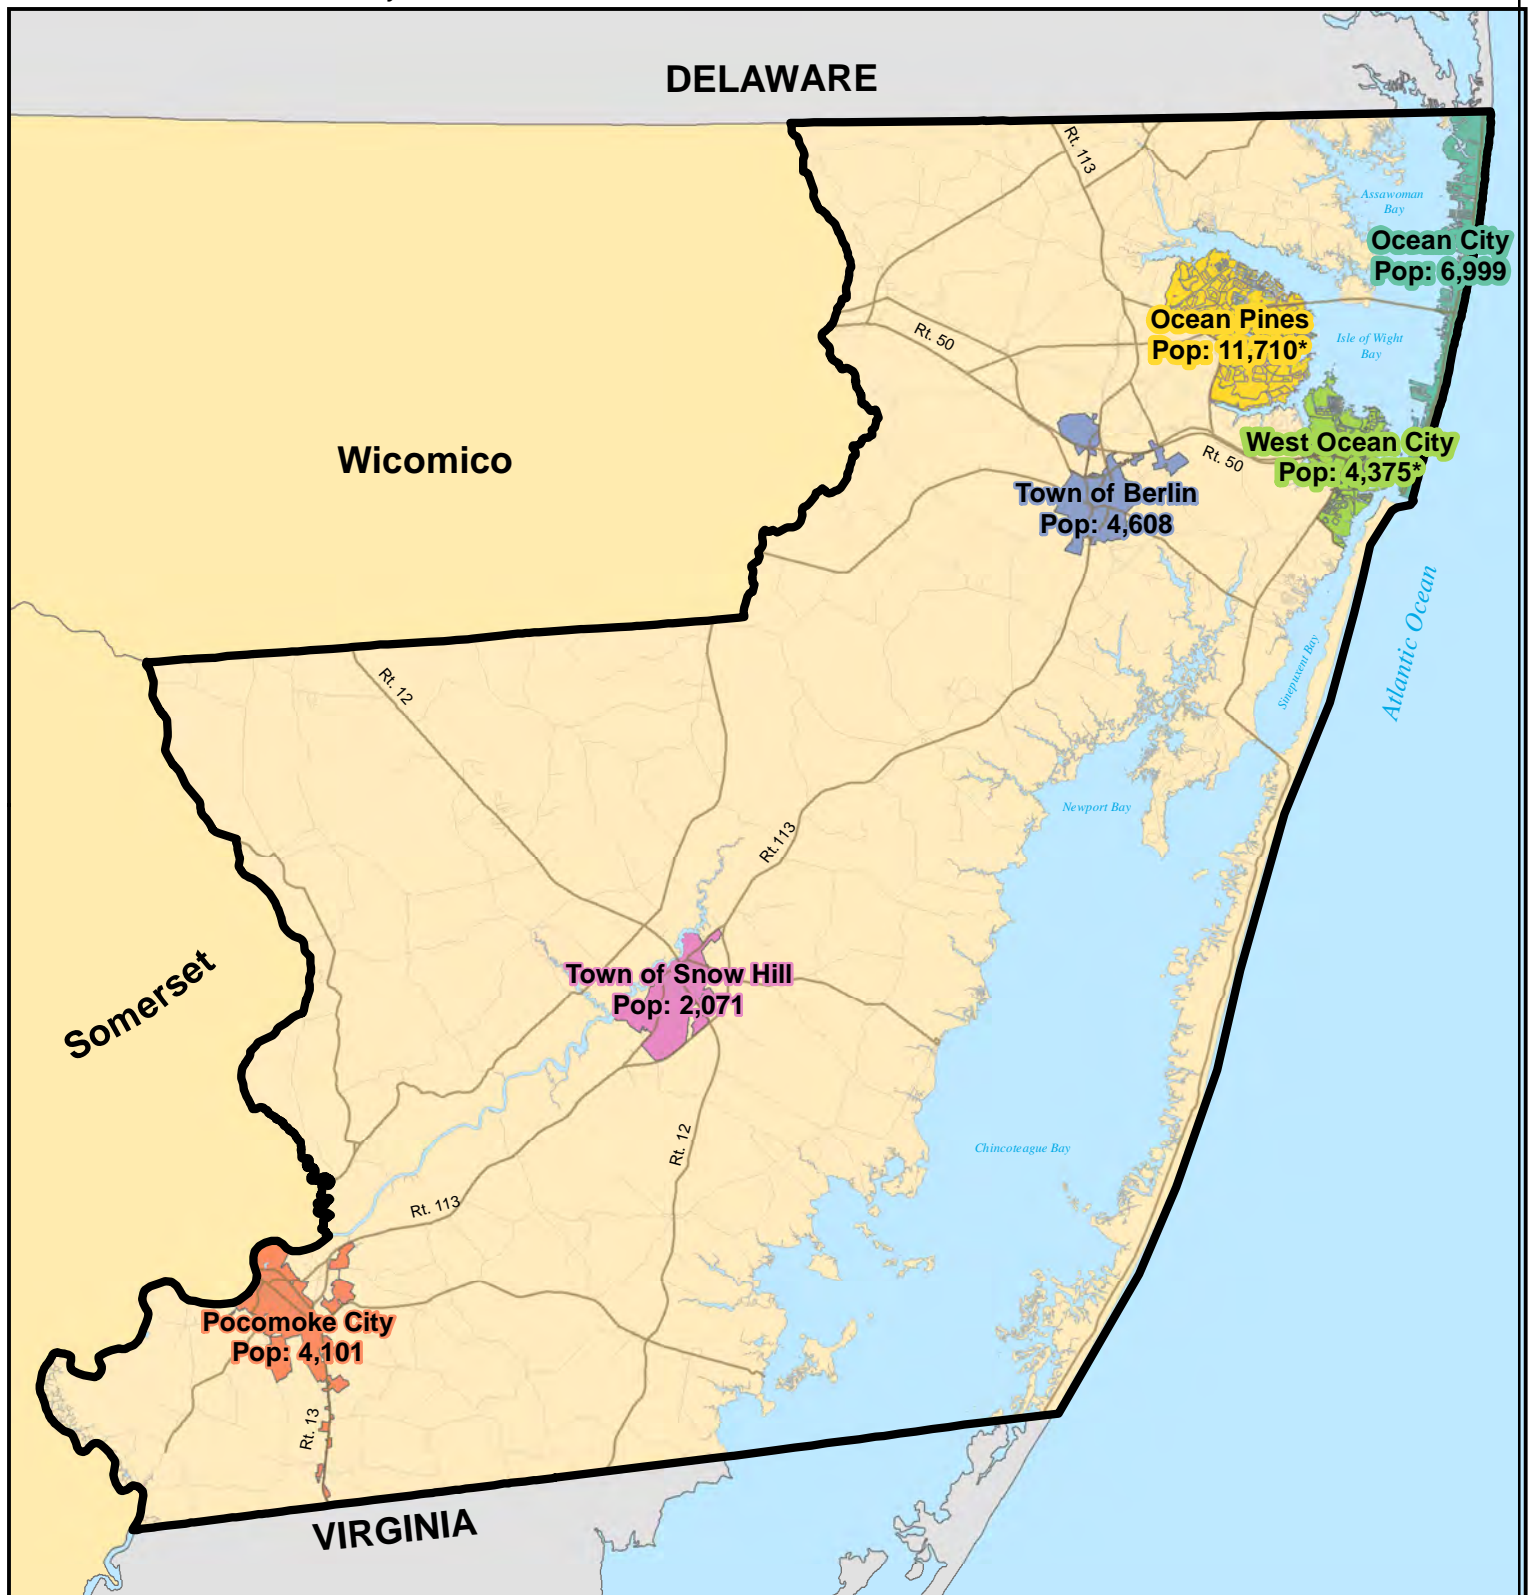 DELAWARE
Rt. 113
Assawoman
Bay
Ocean City
Pop: 6,999
Ocean Pines
Pop: 11,710*
Rt. 50
Isle of Wight
Bay
Wicomico
West Ocean City
Pop: 4,375*
Rt. 50
Town of Berlin
Pop: 4,608
Atlantic Ocean
Sinepuxent Bay
Rt. 12
Newport Bay
Rt. 113
Somerset
Town of Snow Hill
Pop: 2,071
Rt. 12
Chincoteague Bay
Rt. 113
Pocomoke City
Pop: 4,101
Rt. 13
VIRGINIA